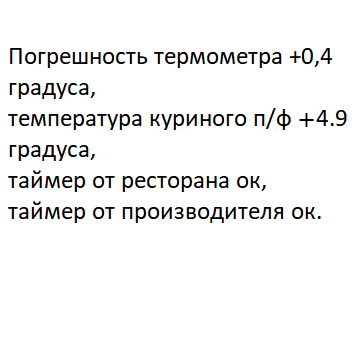 Погрешность термометра +0,4
градуса,
температура куриного п/ф +4.9
градуса,
таймер от ресторана ок,
таймер от производителя ок.